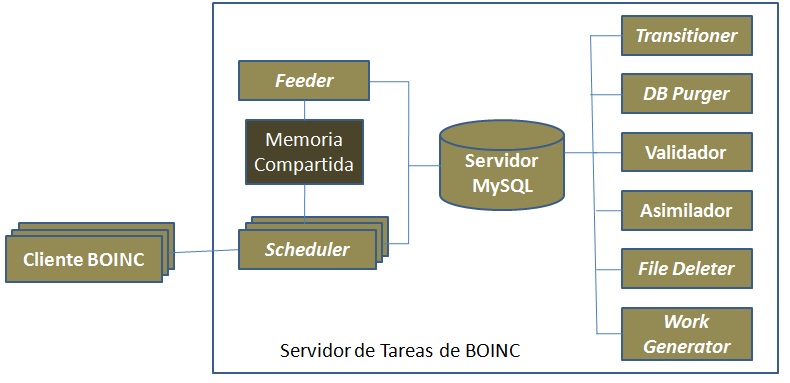 Feeder
Memoria
Compartida
Scheduler
Cliente BOINC
Servidor
MySQL
Transitioner
DB Purger
Validador
Asimilador
File Deleter
Work
Generator
Servidor de Tareas de BOINC